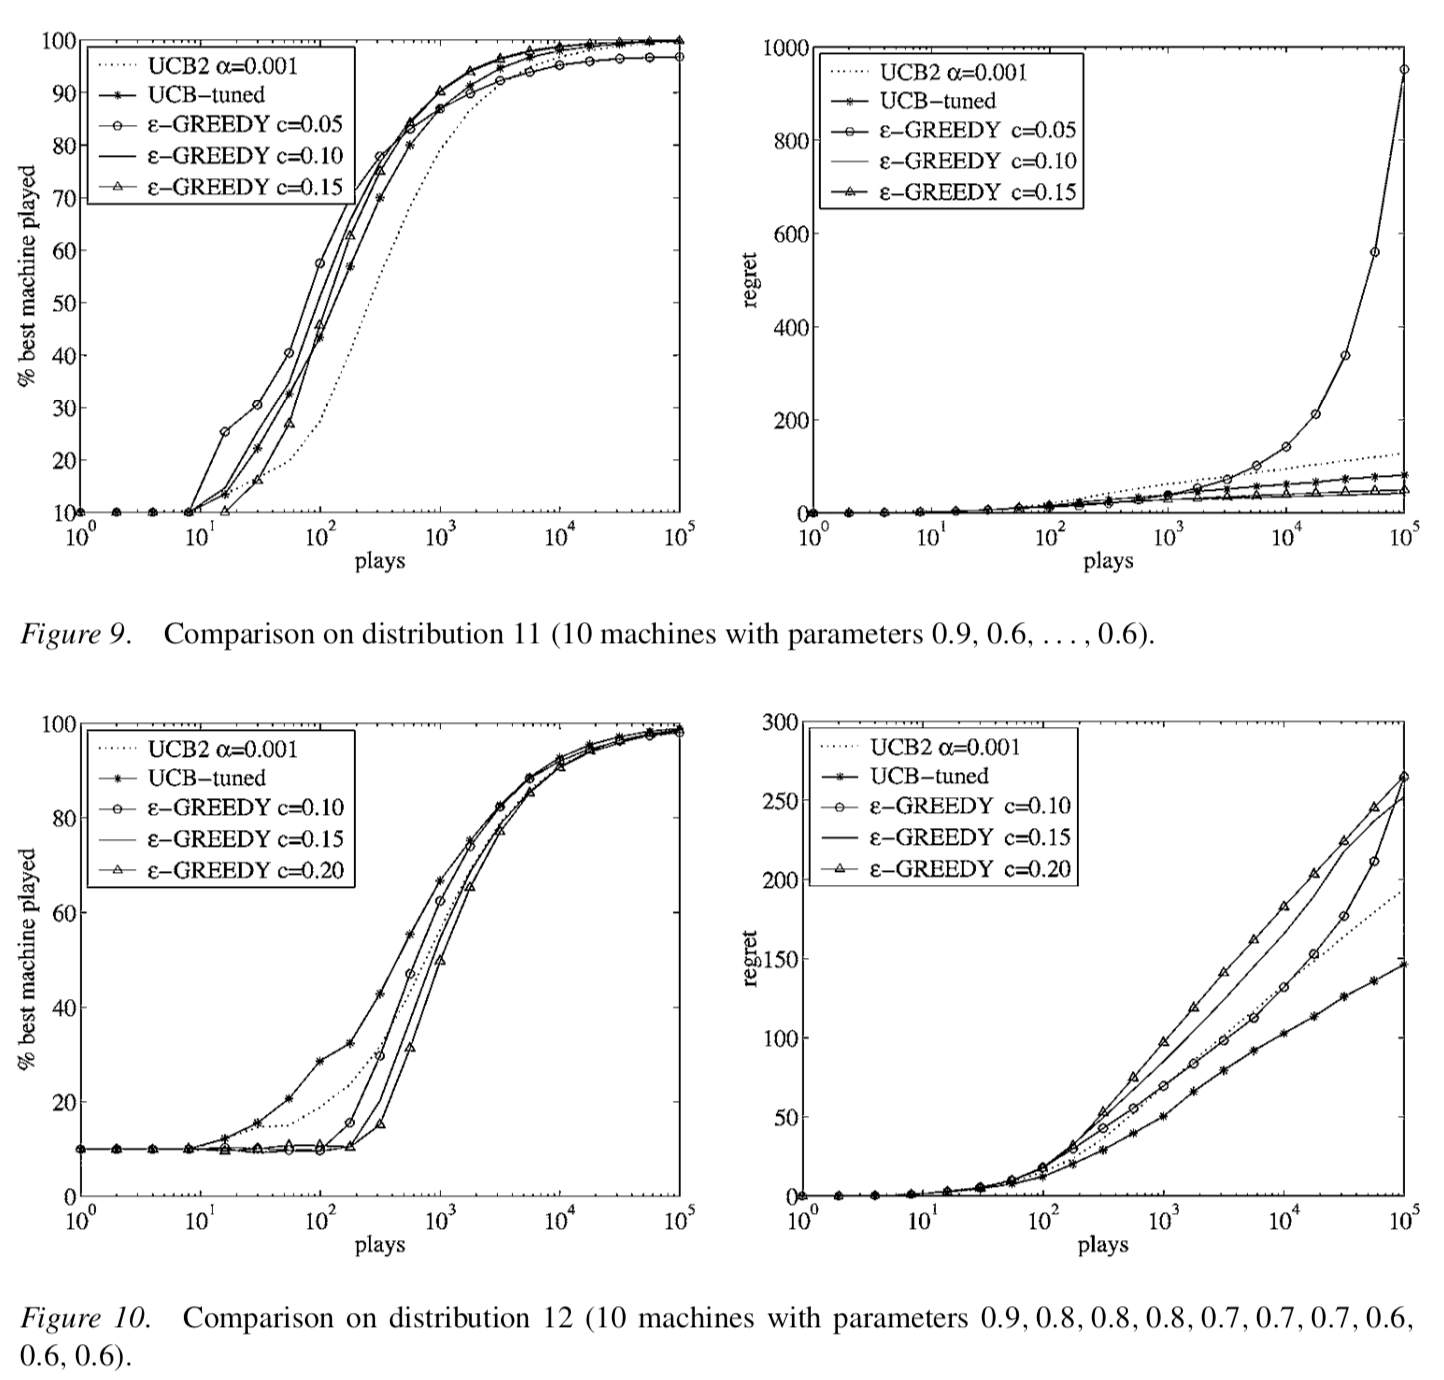 100
90
80
70
60
50
40
30
20
10
% best machine played
UCB2 α=0.001
UCB−tuned
ε−GREEDY c=0.05
ε−GREEDY c=0.10
ε−GREEDY c=0.15
10^0 10^1 10^2 10^3 10^4 10^5
plays
1000
800
600
400
200
0
regret
UCB2 α=0.001
UCB−tuned
ε−GREEDY c=0.05
ε−GREEDY c=0.10
ε−GREEDY c=0.15
10^0 10^1 10^2 10^3 10^4 10^5
plays
Figure 9. Comparison on distribution 11 (10 machines with parameters 0.9, 0.6, . . . , 0.6).
100
80
60
40
20
0
% best machine played
UCB2 α=0.001
UCB−tuned
ε−GREEDY c=0.10
ε−GREEDY c=0.15
ε−GREEDY c=0.20
10^0 10^1 10^2 10^3 10^4 10^5
plays
300
250
200
150
100
50
0
regret
UCB2 α=0.001
UCB−tuned
ε−GREEDY c=0.10
ε−GREEDY c=0.15
ε−GREEDY c=0.20
10^0 10^1 10^2 10^3 10^4 10^5
plays
Figure 10. Comparison on distribution 12 (10 machines with parameters 0.9, 0.8, 0.8, 0.8, 0.7, 0.7, 0.7, 0.6,
0.6, 0.6).